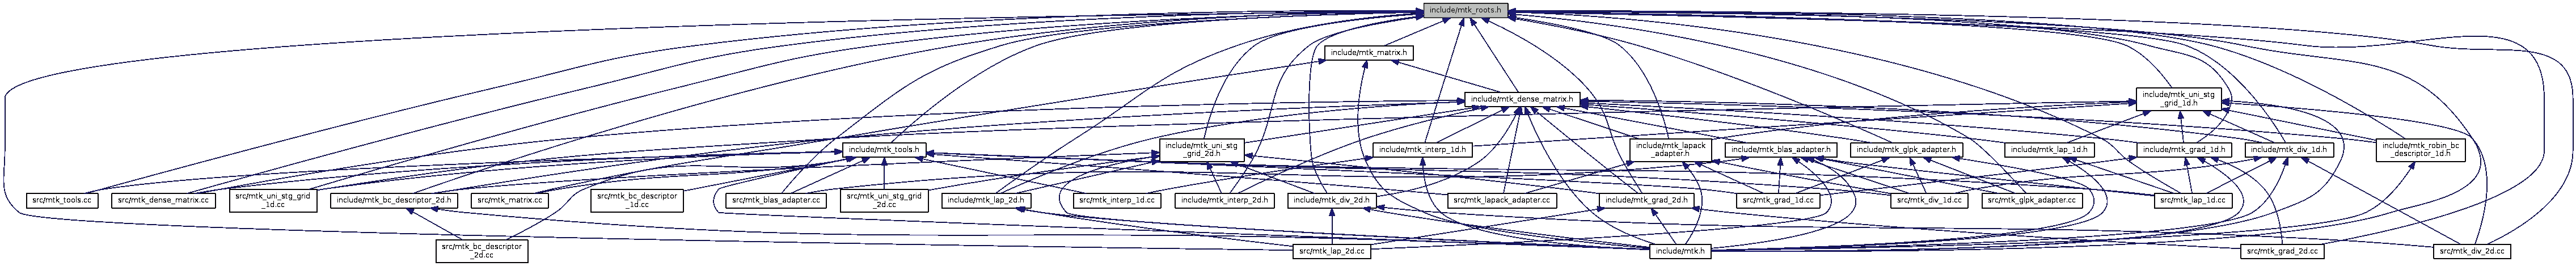 include/mtk_roots.h
include/mtk_matrix.h
include/mtk_dense_matrix.h
include/mtk_uni_stg
_grid_1d.h
include/mtk_tools.h
include/mtk_uni_stg
_grid_2d.h
include/mtk_interp_1d.h
include/mtk_lapack
_adapter.h
include/mtk_blas_adapter.h
include/mtk_glpk_adapter.h
include/mtk_lap_1d.h
include/mtk_grad_1d.h
include/mtk_div_1d.h
include/mtk_robin_bc
_descriptor_1d.h
src/mtk_tools.cc
src/mtk_dense_matrix.cc
src/mtk_uni_stg_grid
_1d.cc
include/mtk_bc_descriptor_2d.h
src/mtk_matrix.cc
src/mtk_bc_descriptor
_1d.cc
src/mtk_blas_adapter.cc
src/mtk_uni_stg_grid
_2d.cc
include/mtk_lap_2d.h
src/mtk_interp_1d.cc
include/mtk_interp_2d.h
include/mtk_div_2d.h
src/mtk_lapack_adapter.cc
include/mtk_grad_2d.h
src/mtk_grad_1d.cc
src/mtk_div_1d.cc
src/mtk_glpk_adapter.cc
src/mtk_lap_1d.cc
src/mtk_bc_descriptor
_2d.cc
src/mtk_lap_2d.cc
include/mtk.h
src/mtk_grad_2d.cc
src/mtk_div_2d.cc